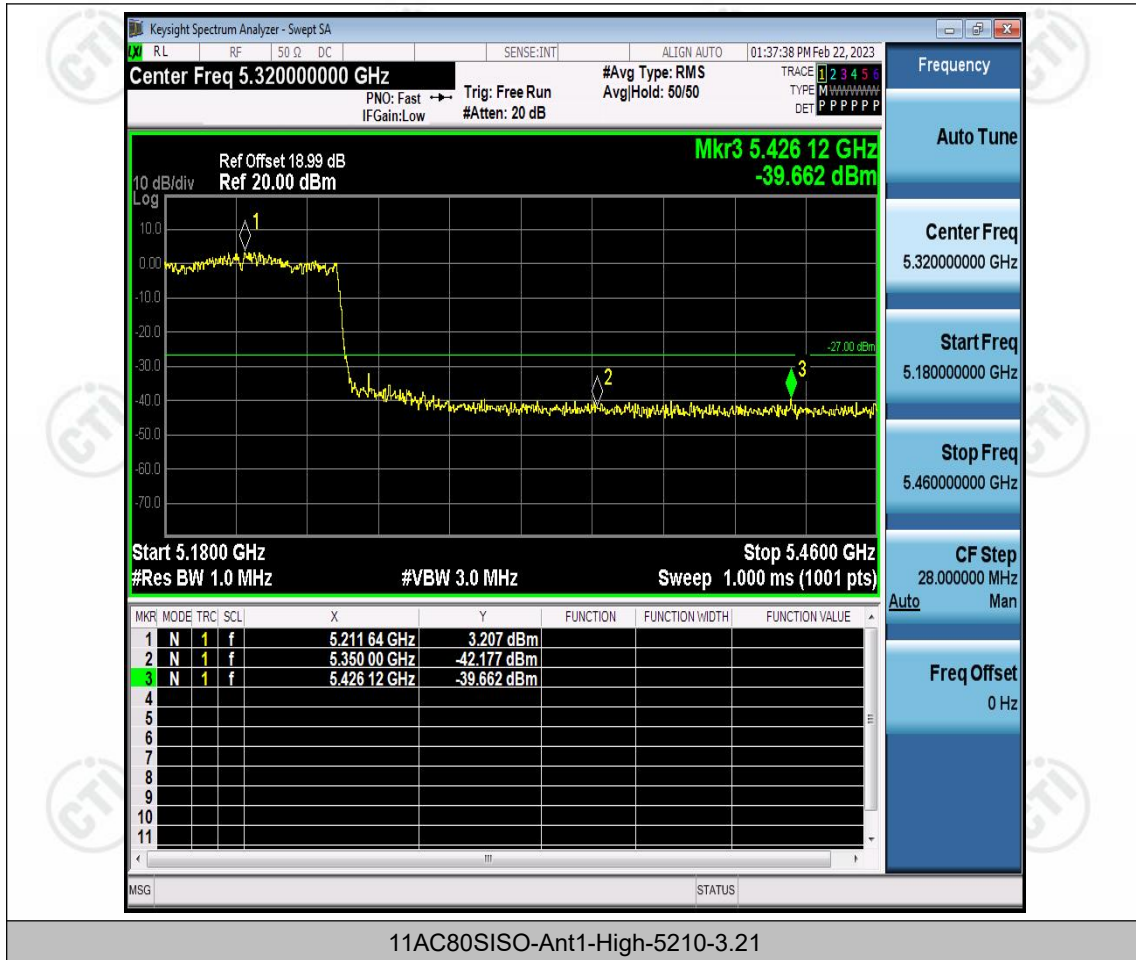 Keysight Spectrum Analyzer - Swept SA
LXI RL RF 50 Ω DC SENSE:INT ALIGN AUTO 01:37:38 PM Feb 22, 2023
Center Freq 5.320000000 GHz
PNO: Fast
IFGain:Low
Trig: Free Run
#Atten: 20 dB
#Avg Type: RMS
Avg|Hold: 50/50
TRACE 1 2 3 4 5 6
TYPE M WWWWW
DET P P P P P P
Mkr3 5.426 12 GHz
-39.662 dBm
Ref Offset 18.99 dB
10 dB/div Ref 20.00 dBm
Log
10.0
0.00
-10.0
-20.0
-30.0
-40.0
-50.0
-60.0
-70.0
1
2
3
-27.00 dBm
Start 5.1800 GHz Stop 5.4600 GHz
#Res BW 1.0 MHz #VBW 3.0 MHz Sweep 1.000 ms (1001 pts)
MKR MODE TRC SCL X Y FUNCTION FUNCTION WIDTH FUNCTION VALUE
1 N 1 f 5.211 64 GHz 3.207 dBm
2 N 1 f 5.350 00 GHz -42.177 dBm
3 N 1 f 5.426 12 GHz -39.662 dBm
4
5
6
7
8
9
10
11
MSG STATUS
Frequency
Auto Tune
Center Freq
5.320000000 GHz
Start Freq
5.180000000 GHz
Stop Freq
5.460000000 GHz
CF Step
28.000000 MHz
Auto Man
Freq Offset
0 Hz
CTI
CTI
CTI
CTI
CTI
CTI
11AC80SISO-Ant1-High-5210-3.21